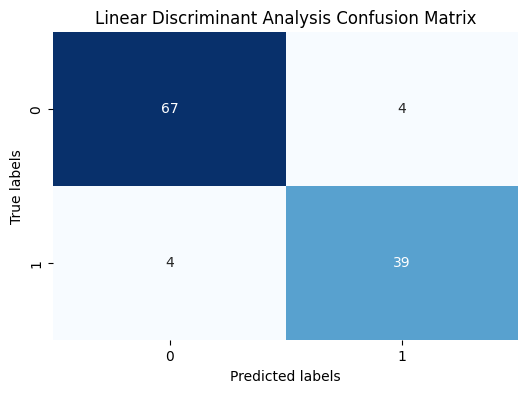 Linear Discriminant Analysis Confusion Matrix
0
67
4
True labels
1
4
39
0
1
Predicted labels